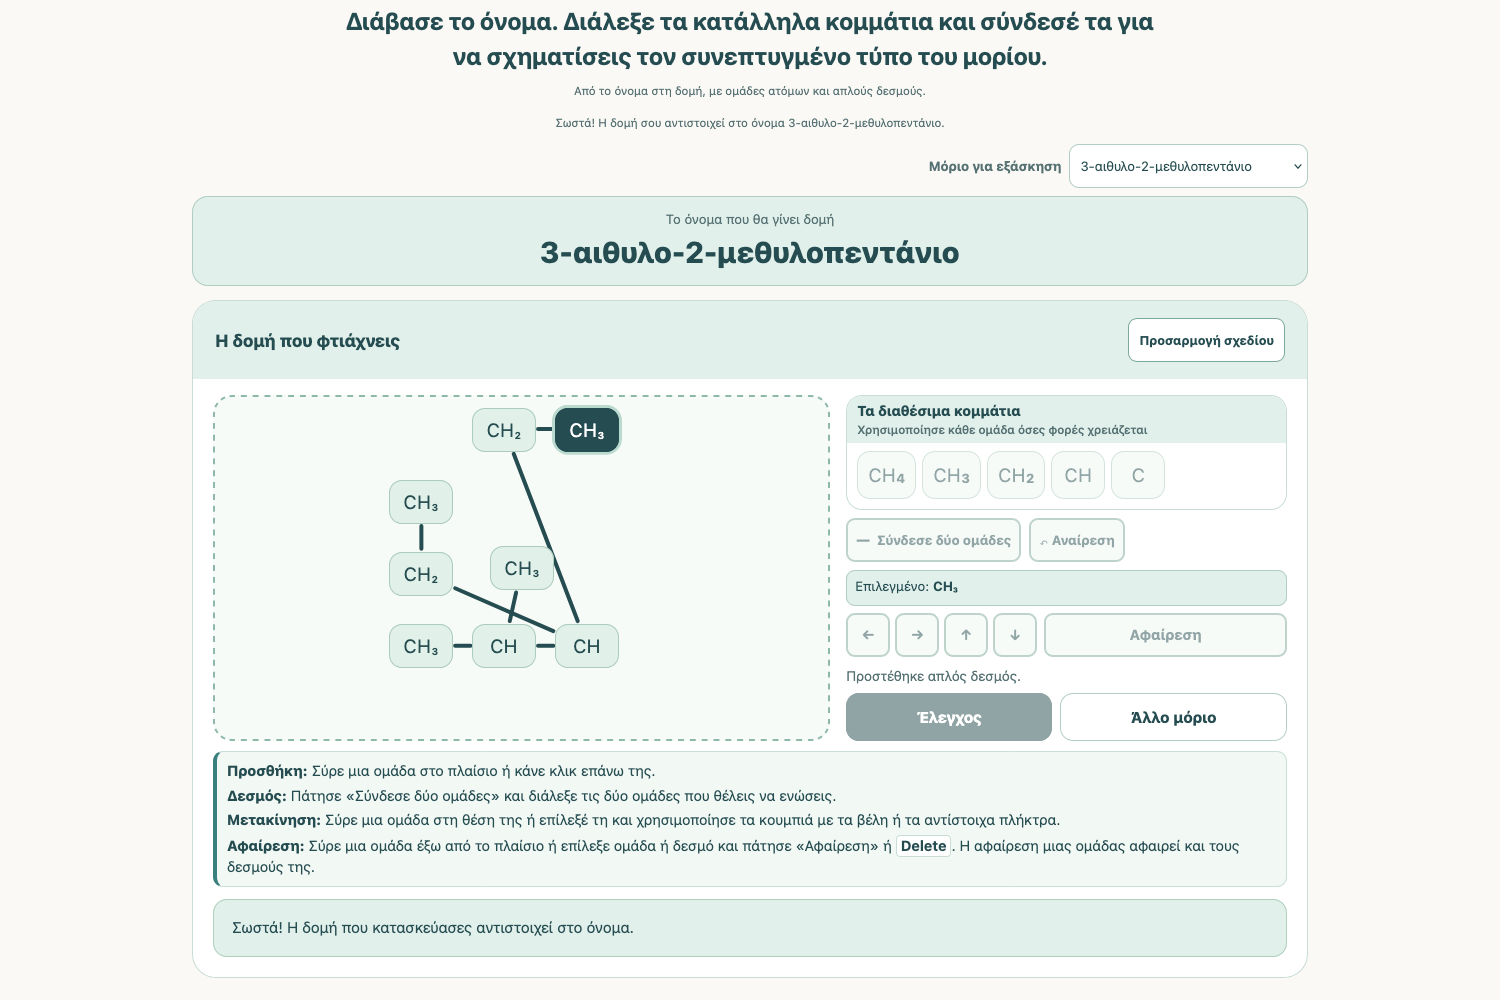 Διάβασε το όνομα. Διάλεξε τα κατάλληλα κομμάτια και σύνδεσέ τα για
να σχηματίσεις τον συνεπτυγμένο τύπο του μορίου.
Από το όνομα στη δομή, με ομάδες ατόμων και απλούς δεσμούς.
Σωστά! Η δομή σου αντιστοιχεί στο όνομα 3-αιθυλο-2-μεθυλοπεντάνιο.
Μόριο για εξάσκηση
3-αιθυλο-2-μεθυλοπεντάνιο
Το όνομα που θα γίνει δομή
3-αιθυλο-2-μεθυλοπεντάνιο
Η δομή που φτιάχνεις
Προσαρμογή σχεδίου
CH₂ CH₃
CH₃
CH₂ CH₃
CH₃ CH CH
Τα διαθέσιμα κομμάτια
Χρησιμοποίησε κάθε ομάδα όσες φορές χρειάζεται
CH₄ CH₃ CH₂ CH C
— Σύνδεσε δύο ομάδες
↶ Αναίρεση
Επιλεγμένο: CH₃
← → ↑ ↓ Αφαίρεση
Προστέθηκε απλός δεσμός.
Έλεγχος
Άλλο μόριο
Προσθήκη: Σύρε μια ομάδα στο πλαίσιο ή κάνε κλικ επάνω της.
Δεσμός: Πάτησε «Σύνδεσε δύο ομάδες» και διάλεξε τις δύο ομάδες που θέλεις να ενώσεις.
Μετακίνηση: Σύρε μια ομάδα στη θέση της ή επίλεξέ τη και χρησιμοποίησε τα κουμπιά με τα βέλη ή τα αντίστοιχα πλήκτρα.
Αφαίρεση: Σύρε μια ομάδα έξω από το πλαίσιο ή επίλεξε ομάδα ή δεσμό και πάτησε «Αφαίρεση» ή Delete. Η αφαίρεση μιας ομάδας αφαιρεί και τους
δεσμούς της.
Σωστά! Η δομή που κατασκεύασες αντιστοιχεί στο όνομα.